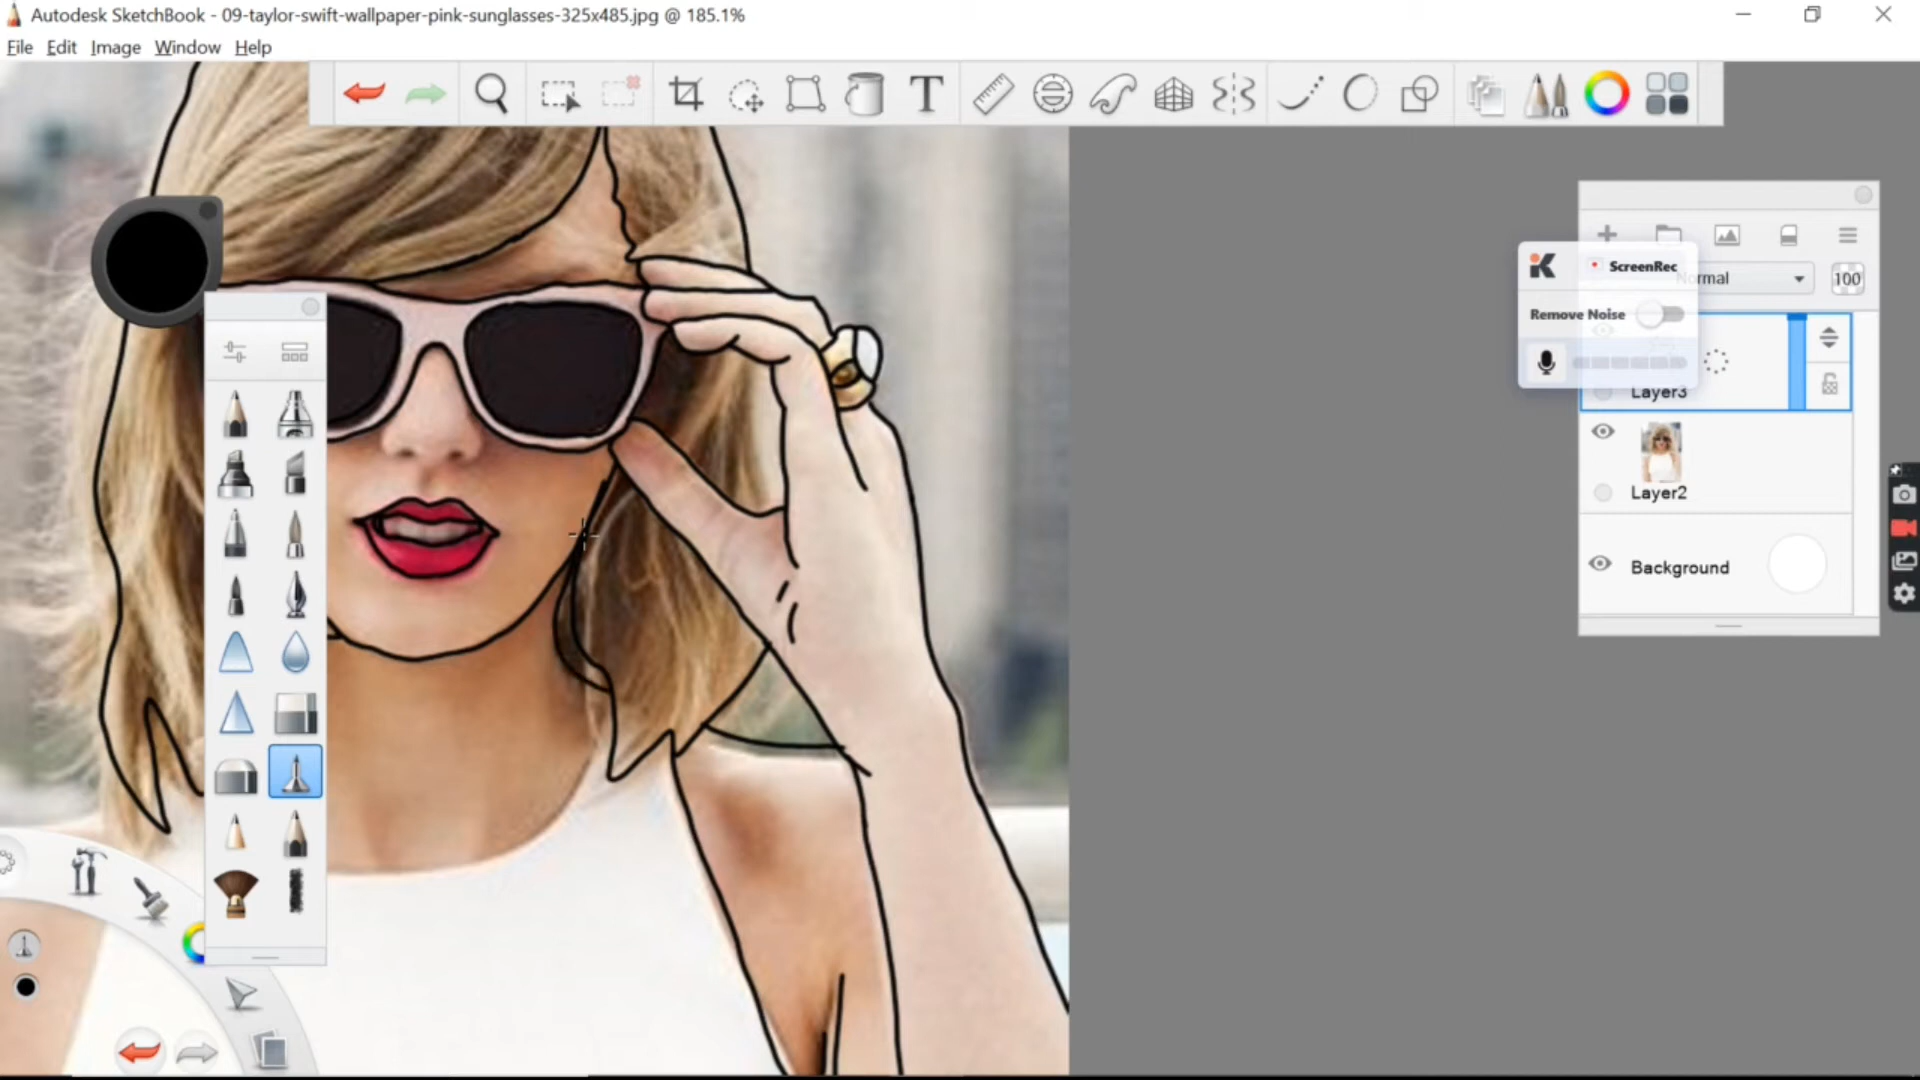 Autodesk SketchBook - 09-taylor-swift-wallpaper-pink-sunglasses-325x485.jpg @ 185.1%
File Edit Image Window Help
T
ScreenRec
Normal
100
Remove Noise
Layer3
Layer2
Background